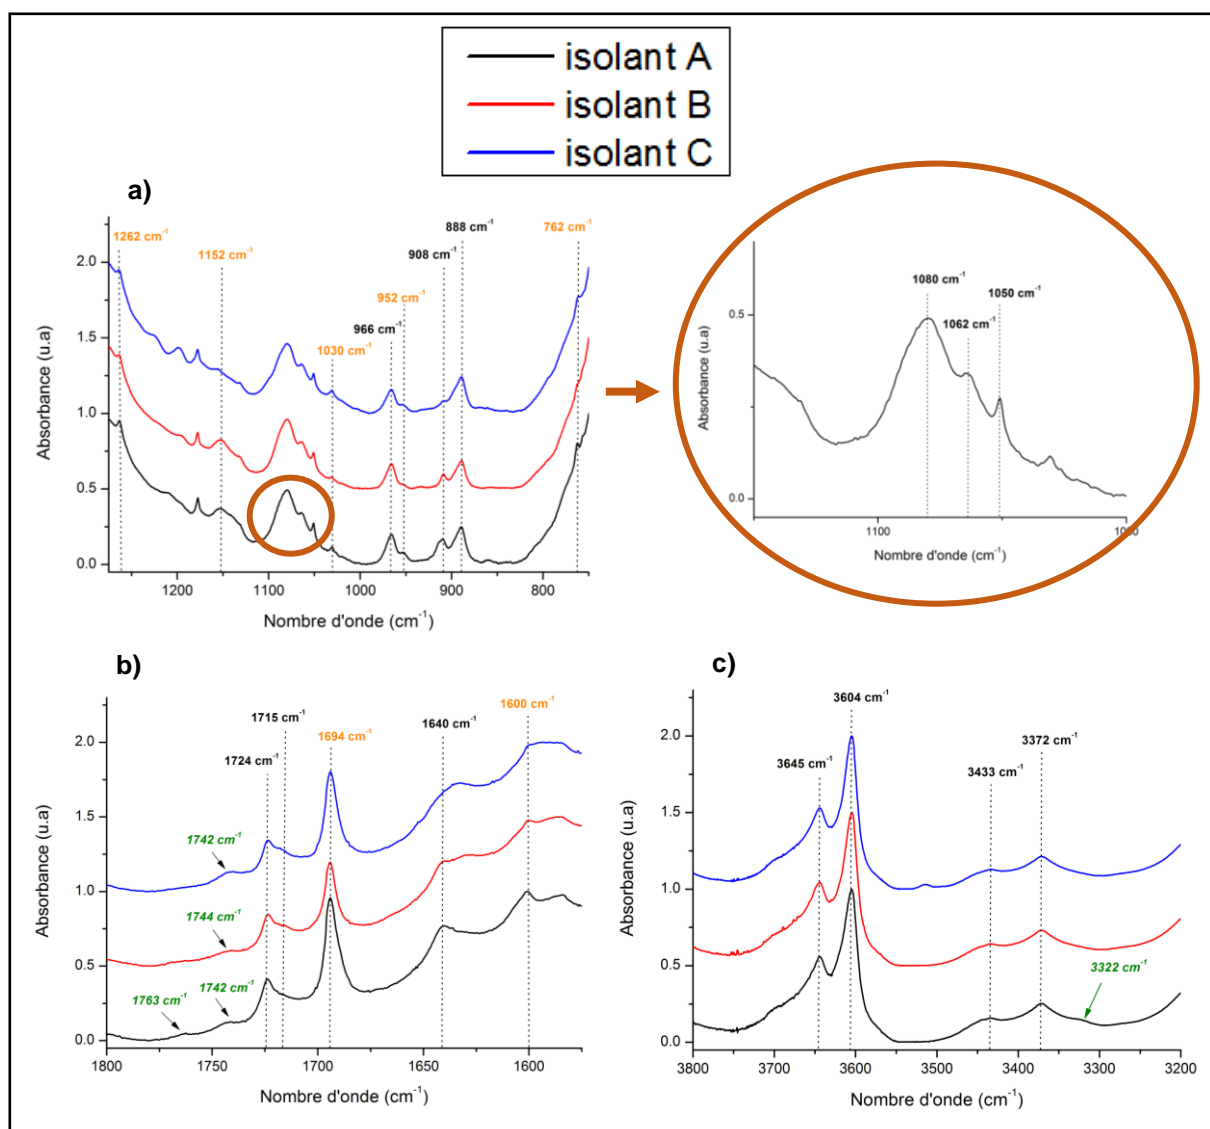 isolant A
isolant B
isolant C
a)
1262 cm-1
1152 cm-1
1030 cm-1
966 cm-1
952 cm-1
908 cm-1
888 cm-1
762 cm-1
2.0
1.5
1.0
0.5
0.0
Absorbance (u.a)
1200 1100 1000 900 800
Nombre d'onde (cm-1)
1080 cm-1
1062 cm-1
1050 cm-1
0.5
0.0
Absorbance (u.a)
1100
Nombre d'onde (cm-1)
b)
1715 cm-1
1724 cm-1
1694 cm-1
1640 cm-1
1600 cm-1
1742 cm-1
1744 cm-1
1763 cm-1
1742 cm-1
2.0
1.5
1.0
0.5
0.0
Absorbance (u.a)
1800 1750 1700 1650 1600
Nombre d'onde (cm-1)
c)
3604 cm-1
3645 cm-1
3433 cm-1
3372 cm-1
3322 cm-1
2.0
1.5
1.0
0.5
0.0
Absorbance (u.a)
3800 3700 3600 3500 3400 3300 3200
Nombre d'onde (cm-1)